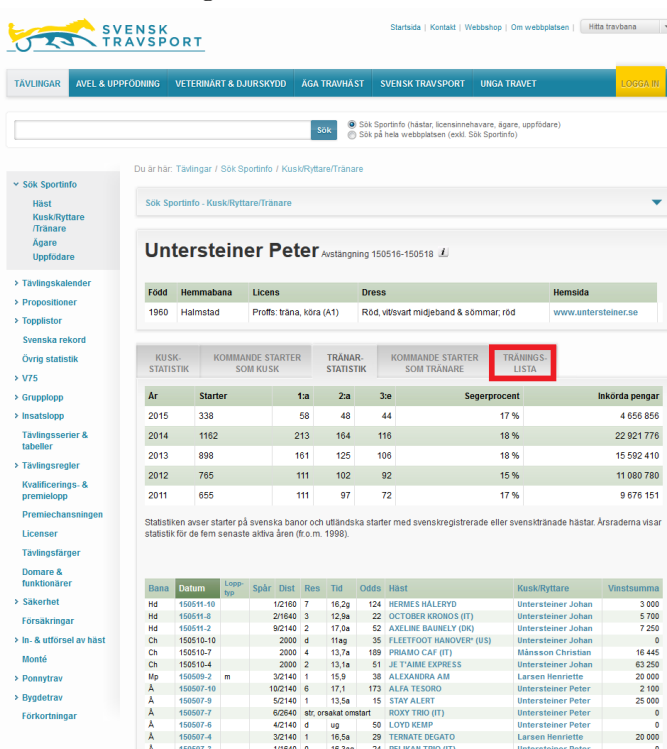 SVENSK
TRAVSPORT
Startsida | Kontakt | Webbshop | Om webbplatsen | Hitta travbana
TÄVLINGAR AVEL & UPPFÖDNING VETERINÄRT & DJURSKYDD ÄGA TRAVHÄST SVENSK TRAVSPORT UNGA TRAVET LOGGA IN
Sök Sök Sportinfo (hästar, licensinnehavare, ägare, uppfödare)
Sök på hela webbplatsen (exkl. Sök Sportinfo)
Du är här: Tävlingar / Sök Sportinfo / Kusk/Ryttare/Tränare
Sök Sportinfo
Häst
Kusk/Ryttare
/Tränare
Ägare
Uppfödare
Tävlingskalender
Propositioner
Topplistor
Svenska rekord
Övrig statistik
V75
Grupplopp
Insatslopp
Tävlingsserier &
tabeller
Tävlingsregler
Kvalificerings- &
premielopp
Premiechansningen
Licenser
Tävlingsfärger
Domare &
funktionärer
Säkerhet
Försäkringar
In- & utförsel av häst
Monté
Ponnytrav
Bygdetrav
Förkortningar
Sök Sportinfo - Kusk/Ryttare/Tränare
Untersteiner Peter Avstängning 150516-150518 i
Född Hemmabana Licens Dress Hemsida
1960 Halmstad Proffs: träna, köra (A1) Röd, vit/svart midjeband & sömmar; röd www.untersteiner.se
KUSK-
STATISTIK
KOMMANDE STARTER
SOM KUSK
TRÄNAR-
STATISTIK
KOMMANDE STARTER
SOM TRÄNARE
TRÄNINGS-
LISTA
År Starter 1:a 2:a 3:e Segerprocent Inkörda pengar
2015 338 58 48 44 17 % 4 656 856
2014 1162 213 164 116 18 % 22 921 776
2013 898 161 125 106 18 % 15 592 410
2012 765 111 102 92 15 % 11 080 780
2011 655 111 97 72 17 % 9 676 151
Statistiken avser starter på svenska banor och utländska starter med svenskregistrerade eller svensktränade hästar. Årsraderna visar
statistik för de fem senaste aktiva åren (fr.o.m. 1998).
Bana Datum Lopp-typ Spår Dist Res Tid Odds Häst Kusk/Ryttare Vinstsumma
Hd 150511-10 1/2160 7 16,2g 124 HERMES HÅLERYD Untersteiner Johan 3 000
Hd 150511-8 2/1640 3 12,9a 22 OCTOBER KRONOS (IT) Untersteiner Johan 5 700
Hd 150511-2 9/2140 2 17,0a 52 AXELINE BAUNELY (DK) Untersteiner Johan 7 250
Ch 150510-10 2000 d 11ag 35 FLEETFOOT HANOVER* (US) Untersteiner Johan 0
Ch 150510-7 2000 4 13,7a 189 PRIAMO CAF (IT) Månsson Christian 16 445
Ch 150510-4 2000 2 13,1a 51 JE T'AIME EXPRESS Untersteiner Johan 63 250
Mp 150509-2 m 3/2140 1 15,9 38 ALEXANDRA AM Larsen Henriette 20 000
Å 150507-10 10/2140 6 17,1 173 ALFA TESORO Untersteiner Peter 2 100
Å 150507-9 5/2140 1 13,5a 15 STAY ALERT Untersteiner Peter 25 000
Å 150507-7 6/2640 str, orsakat omstart ROXY TRIO (IT) Untersteiner Peter 0
Å 150507-6 4/2140 d ug 50 LOYD KEMP Untersteiner Peter 0
Å 150507-4 3/2140 1 16,5a 29 TERNATE DEGATO Larsen Henriette 20 000